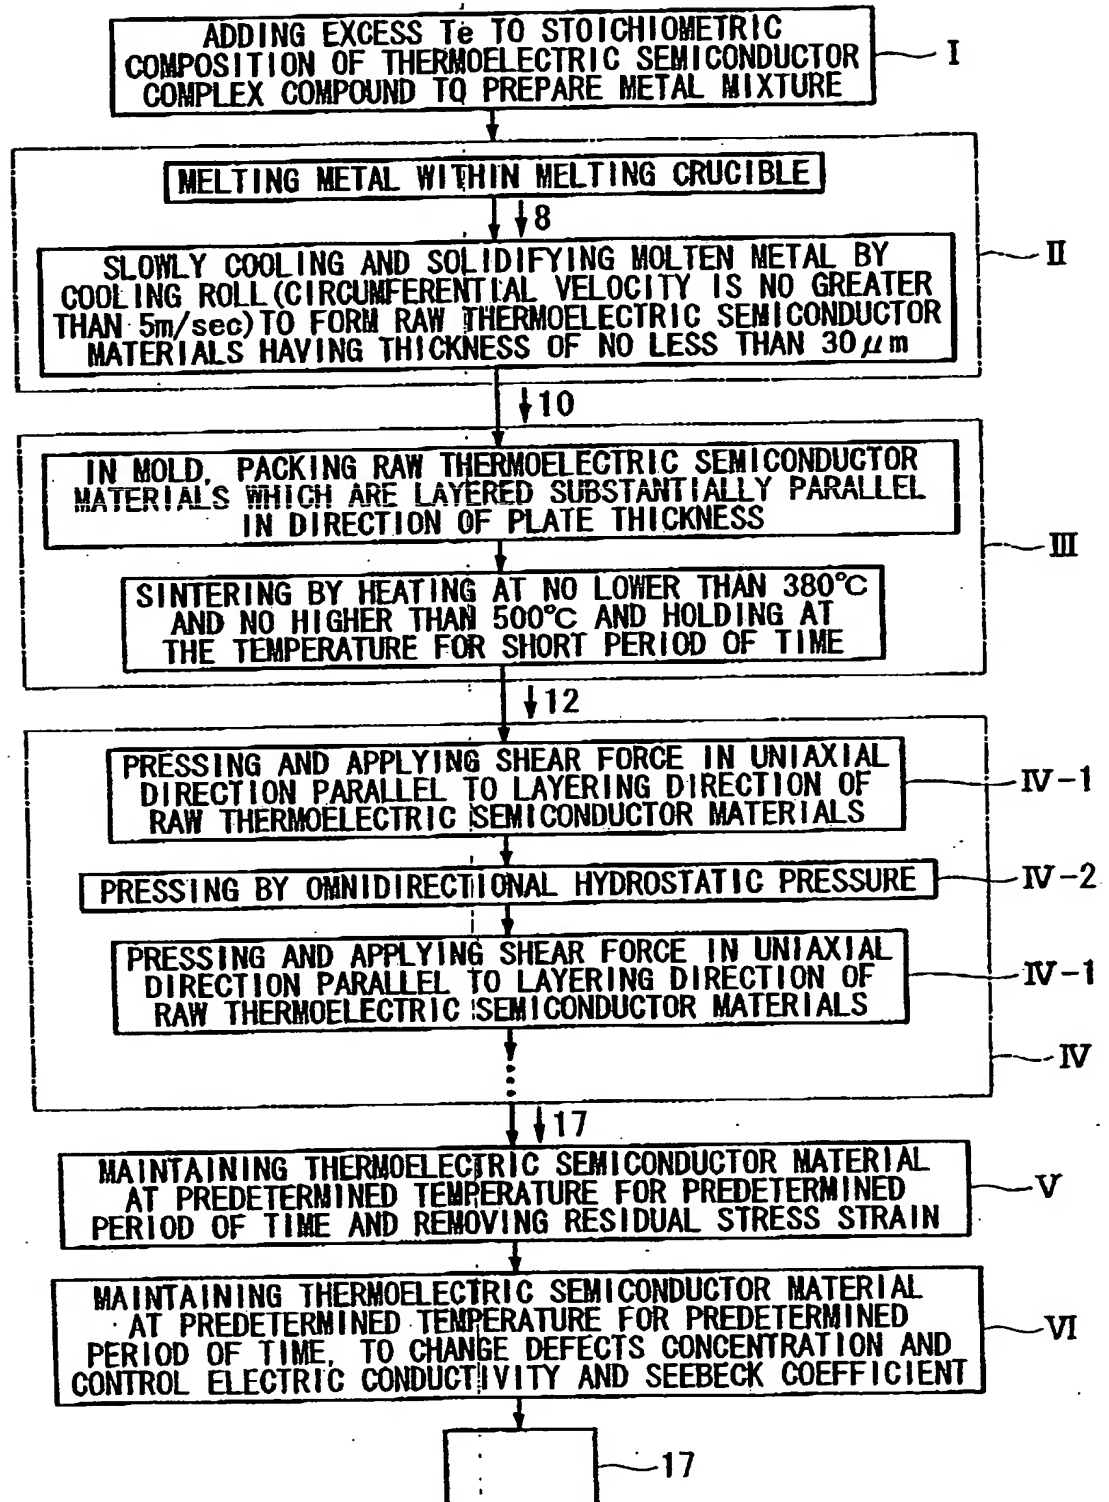 ADDING EXCESS Te TO STOICHIOMETRIC
COMPOSITION OF THERMOELECTRIC SEMICONDUCTOR
COMPLEX COMPOUND TO PREPARE METAL MIXTURE
I
MELTING METAL WITHIN MELTING CRUCIBLE
8
SLOWLY COOLING AND SOLIDIFYING MOLTEN METAL BY
COOLING ROLL(CIRCUMFERENTIAL VELOCITY IS NO GREATER
THAN 5m/sec)TO FORM RAW THERMOELECTRIC SEMICONDUCTOR
MATERIALS HAVING THICKNESS OF NO LESS THAN 30μm
II
10
IN MOLD, PACKING RAW THERMOELECTRIC SEMICONDUCTOR
MATERIALS WHICH ARE LAYERED SUBSTANTIALLY PARALLEL
IN DIRECTION OF PLATE THICKNESS
III
SINTERING BY HEATING AT NO LOWER THAN 380°C
AND NO HIGHER THAN 500°C AND HOLDING AT
THE TEMPERATURE FOR SHORT PERIOD OF TIME
12
PRESSING AND APPLYING SHEAR FORCE IN UNIAXIAL
DIRECTION PARALLEL TO LAYERING DIRECTION OF
RAW THERMOELECTRIC SEMICONDUCTOR MATERIALS
IV-1
PRESSING BY OMNIDIRECTIONAL HYDROSTATIC PRESSURE
IV-2
PRESSING AND APPLYING SHEAR FORCE IN UNIAXIAL
DIRECTION PARALLEL TO LAYERING DIRECTION OF
RAW THERMOELECTRIC SEMICONDUCTOR MATERIALS
IV-1
IV
17
MAINTAINING THERMOELECTRIC SEMICONDUCTOR MATERIAL
AT PREDETERMINED TEMPERATURE FOR PREDETERMINED
PERIOD OF TIME AND REMOVING RESIDUAL STRESS STRAIN
V
MAINTAINING THERMOELECTRIC SEMICONDUCTOR MATERIAL
AT PREDETERMINED TEMPERATURE FOR PREDETERMINED
PERIOD OF TIME, TO CHANGE DEFECTS CONCENTRATION AND
CONTROL ELECTRIC CONDUCTIVITY AND SEEBECK COEFFICIENT
VI
17